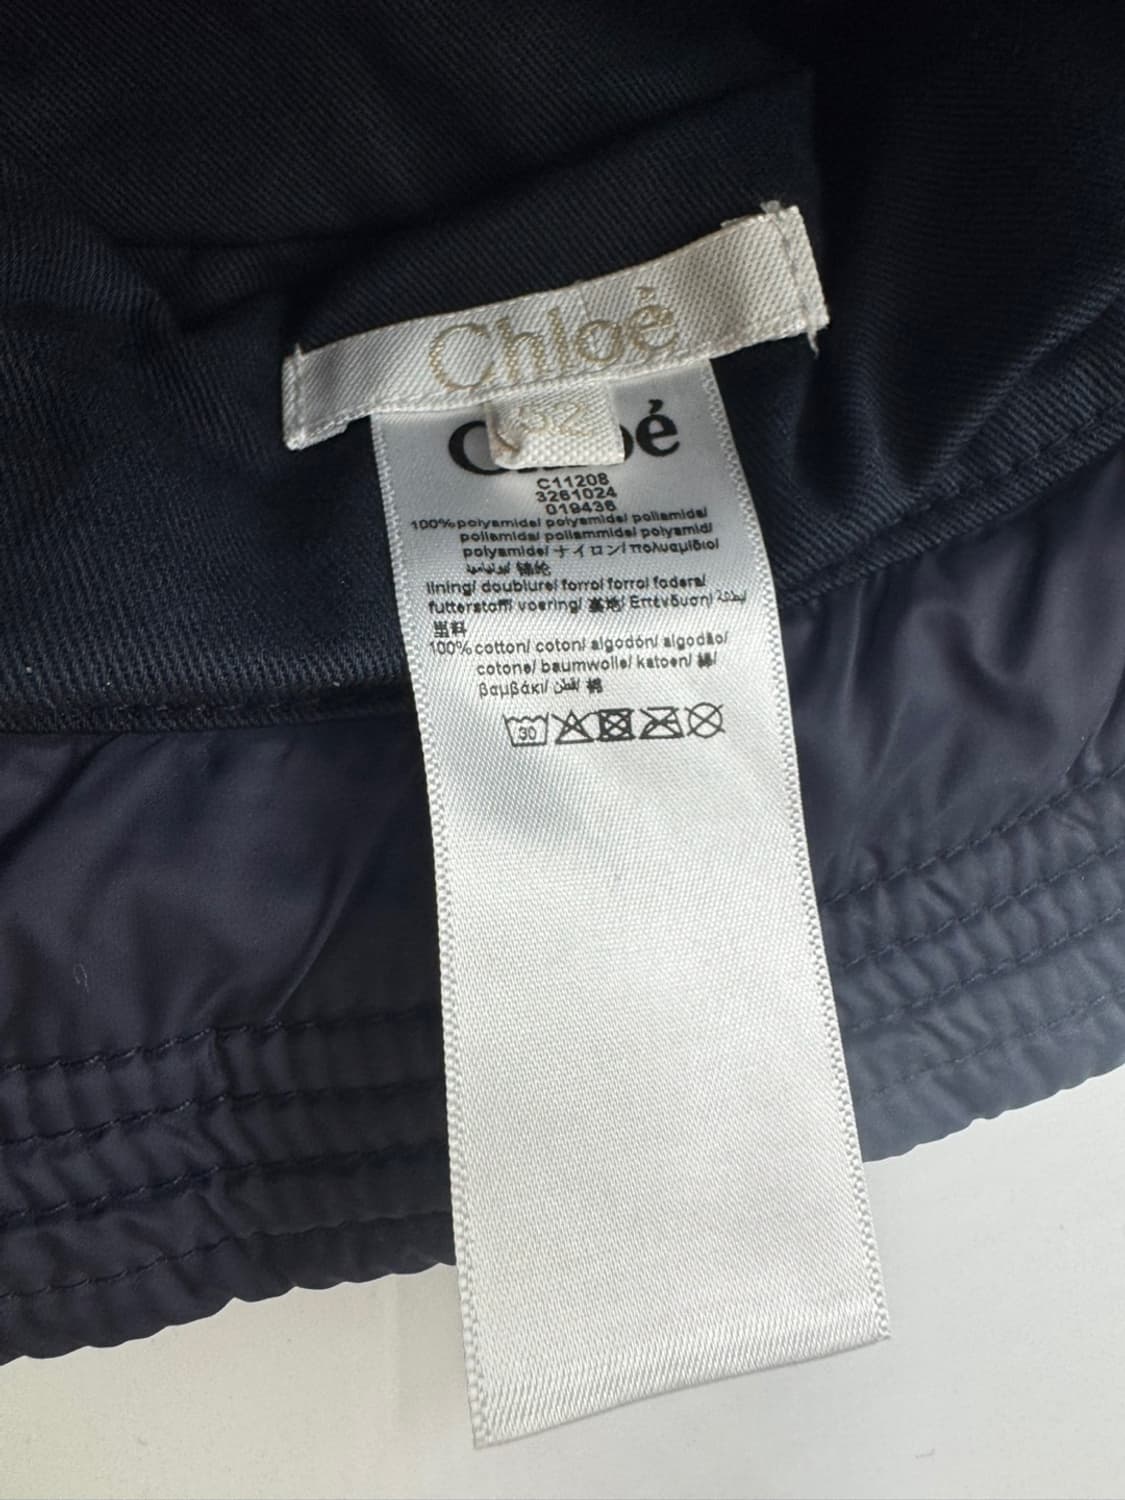 Chloé
52
C11208
3261024
019436
100%polyamide/ polyamide/ poliamida/
poliamida/ poliammide/ polyamid/
polyamide/ ナイロン/ πολυαμίδιο/
锦纶
lining/ doublure/ forro/ forro/ fodera/
futterstoff/ voering/ 裏地/ Επένδυση/
里料
100% cotton/ coton/ algodón/ algodão/
cotone/ baumwolle/ katoen/ 綿/
βαμβάκι/ قطن/ 棉
30